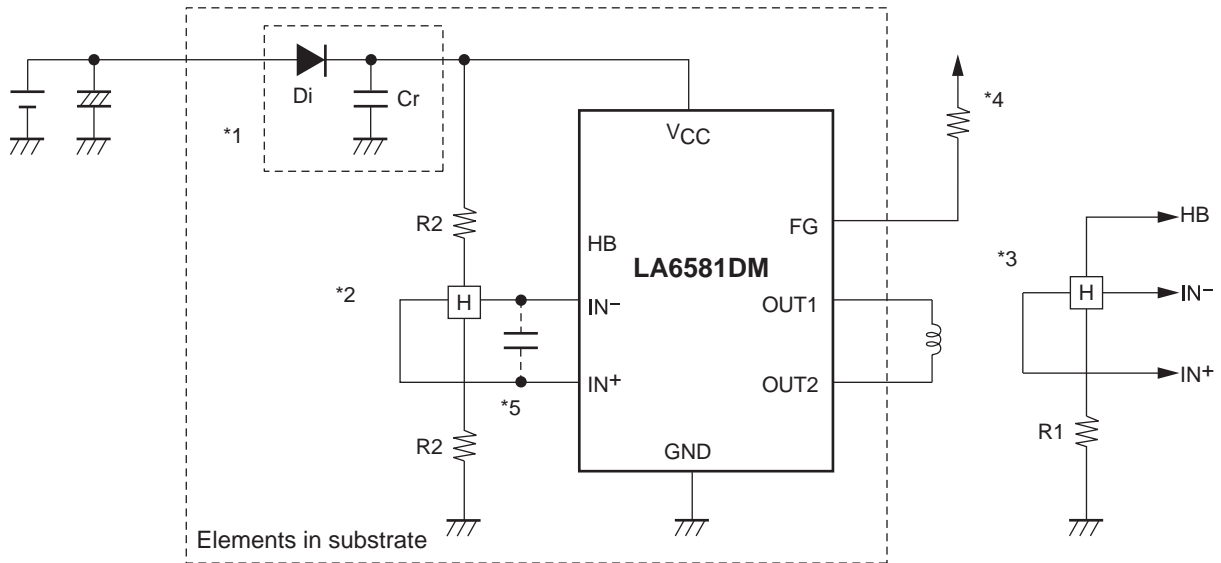 *4
Di
Cr
*1
VCC
R2
FG
HB
HB
LA6581DM
*3
*2
H
IN−
OUT1
H
IN−
IN+
OUT2
IN+
*5
R2
GND
R1
Elements in substrate